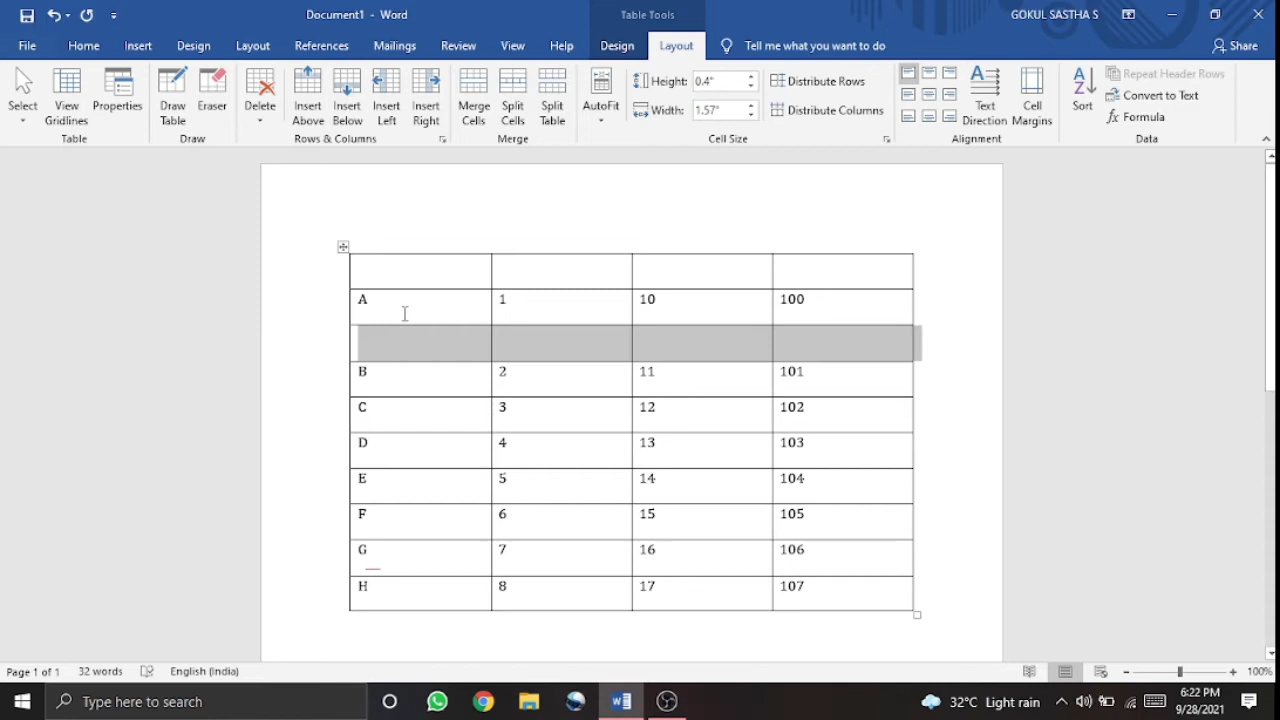 Document1 - Word
Table Tools
GOKUL SASTHA S
File Home Insert Design Layout References Mailings Review View Help Design Layout Tell me what you want to do Share
Select
View Gridlines
Properties
Table
Draw Table
Eraser
Draw
Delete
Insert Above
Insert Below
Insert Left
Insert Right
Rows & Columns
Merge Cells
Split Cells
Split Table
Merge
AutoFit
Height: 0.4"
Width: 1.57"
Distribute Rows
Distribute Columns
Cell Size
Text Direction
Cell Margins
Alignment
A Z
Sort
Repeat Header Rows
Convert to Text
fx Formula
Data
A 1 10 100
B 2 11 101
C 3 12 102
D 4 13 103
E 5 14 104
F 6 15 105
G 7 16 106
H 8 17 107
Page 1 of 1 32 words English (India) 100%
Type here to search
32°C Light rain
6:22 PM
9/28/2021